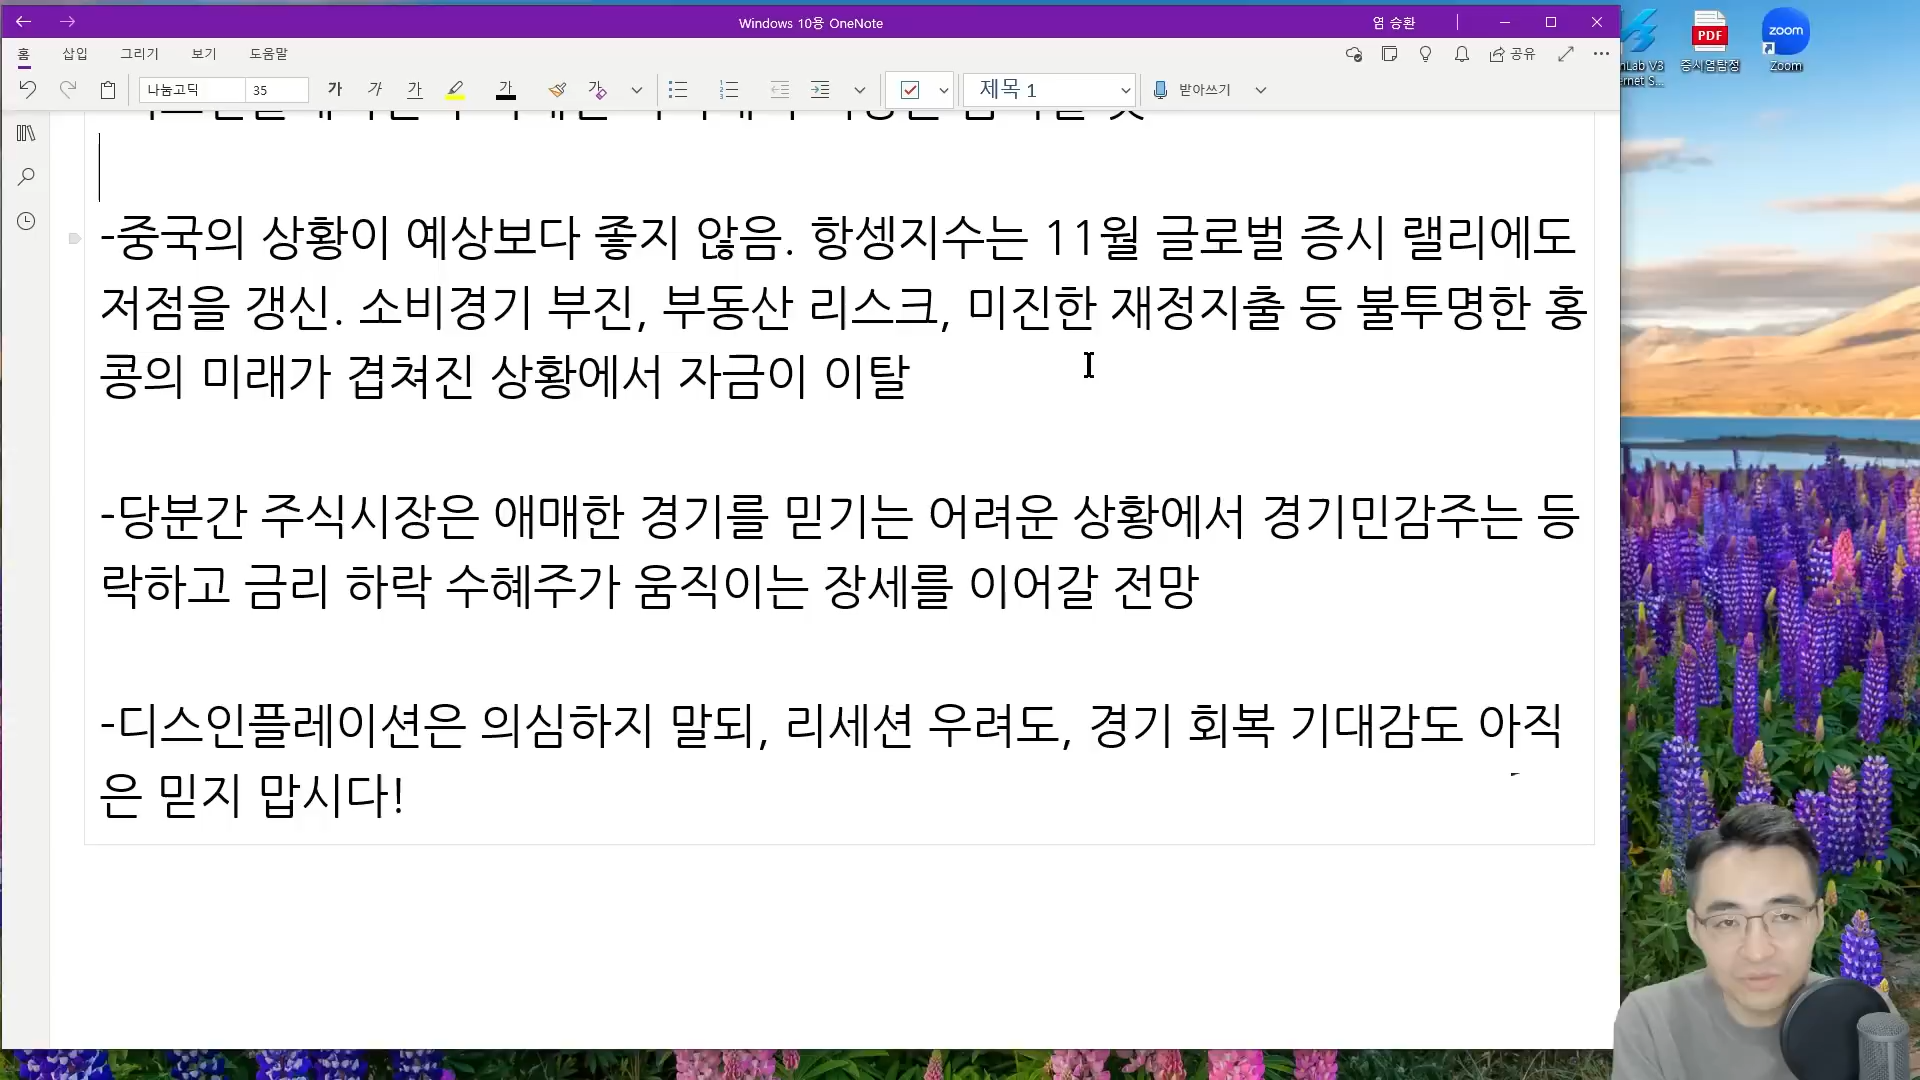 Windows 10용 OneNote
염 승환
홈 삽입 그리기 보기 도움말
공유
나눔고딕 35 가 가 가 가 가 제목 1 받아쓰기
-중국의 상황이 예상보다 좋지 않음. 항셍지수는 11월 글로벌 증시 랠리에도
저점을 갱신. 소비경기 부진, 부동산 리스크, 미진한 재정지출 등 불투명한 홍
콩의 미래가 겹쳐진 상황에서 자금이 이탈
-당분간 주식시장은 애매한 경기를 믿기는 어려운 상황에서 경기민감주는 등
락하고 금리 하락 수혜주가 움직이는 장세를 이어갈 전망
-디스인플레이션은 의심하지 말되, 리세션 우려도, 경기 회복 기대감도 아직
은 믿지 맙시다!
PDF
zoom
V3
증시염탐정
Zoom